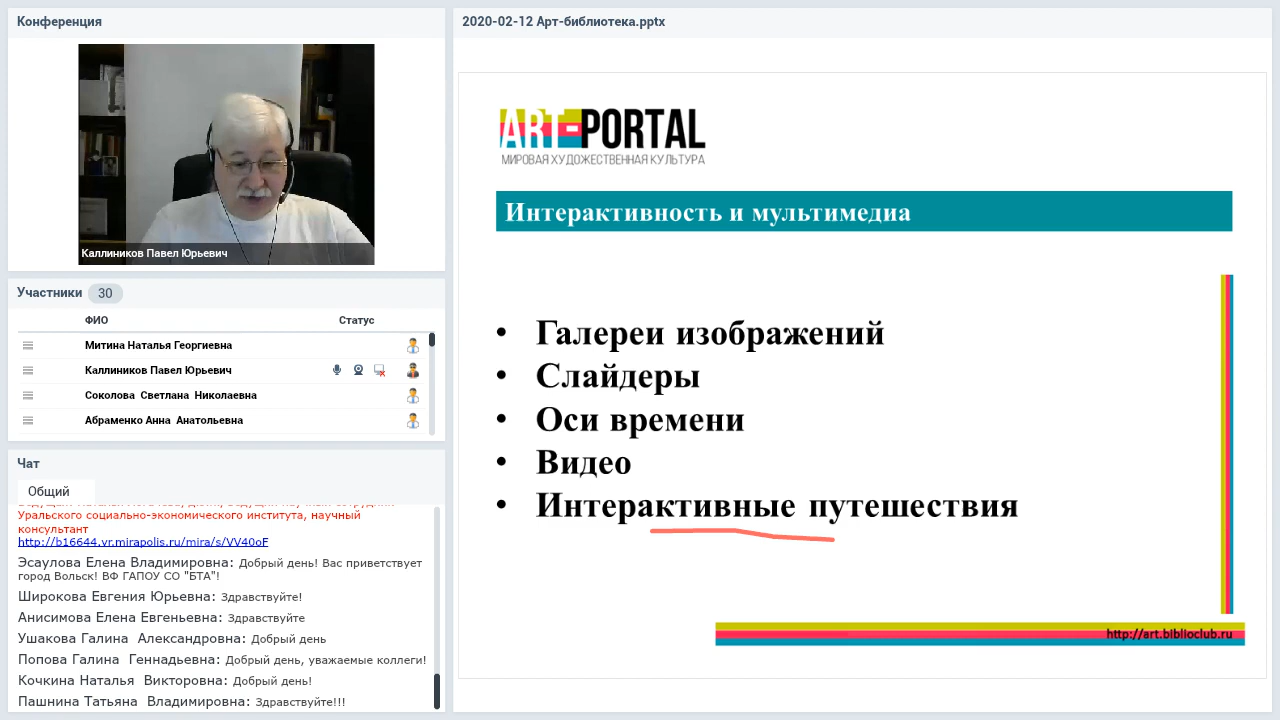 Конференция
Каллиников Павел Юрьевич
Участники 30
ФИО Статус
Митина Наталья Георгиевна
Каллиников Павел Юрьевич
Соколова Светлана Николаевна
Абраменко Анна Анатольевна
Чат
Общий
Уральского социально-экономического института, научный
консультант
http://b16644.vr.mirapolis.ru/mira/s/VV40oF
Эсаулова Елена Владимировна: Добрый день! Вас приветствует
город Вольск! ВФ ГАПОУ СО "БТА"!
Широкова Евгения Юрьевна: Здравствуйте!
Анисимова Елена Евгеньевна: Здравствуйте
Ушакова Галина Александровна: Добрый день
Попова Галина Геннадьевна: Добрый день, уважаемые коллеги!
Кочкина Наталья Викторовна: Добрый день!
Пашнина Татьяна Владимировна: Здравствуйте!!!
2020-02-12 Арт-библиотека.pptx
ART-PORTAL
МИРОВАЯ ХУДОЖЕСТВЕННАЯ КУЛЬТУРА
Интерактивность и мультимедиа
• Галереи изображений
• Слайдеры
• Оси времени
• Видео
• Интерактивные путешествия
http://art.biblioclub.ru